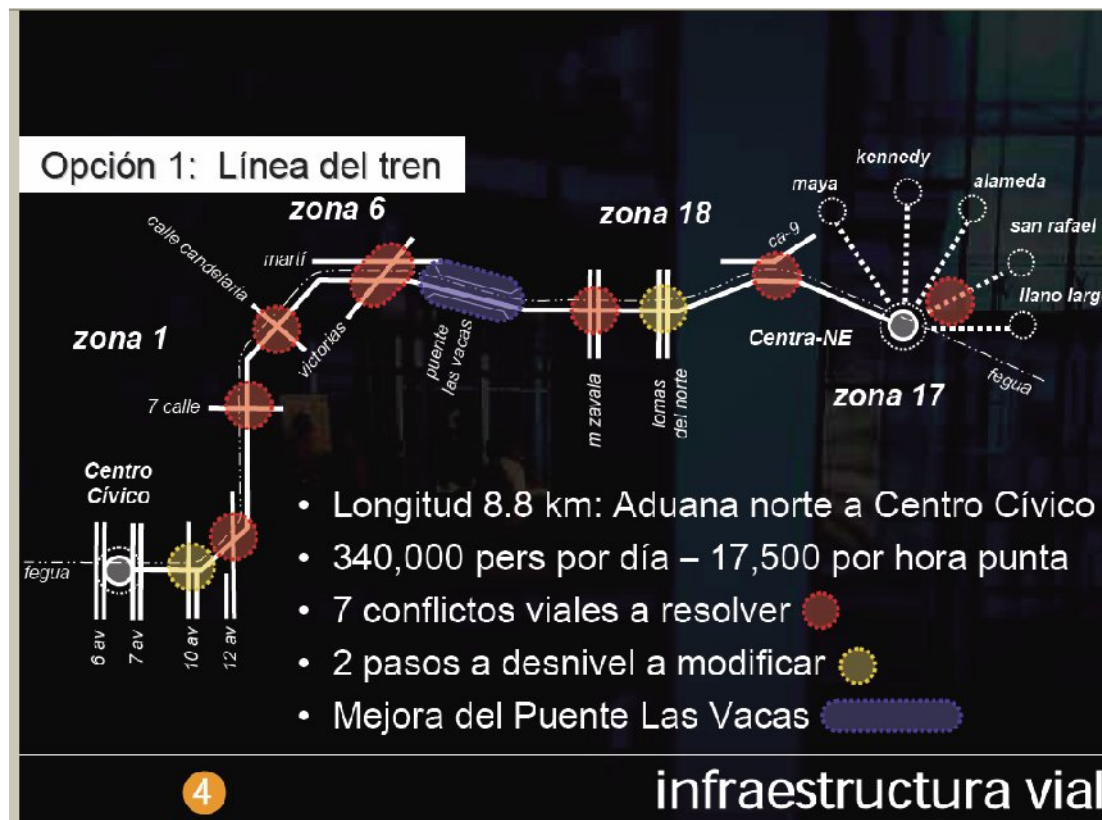 Opción 1: Línea del tren
zona 6
zona 18
zona 1
zona 17
calle candelaria
martí
victorias
puente
las vacas
7 calle
Centro
Cívico
fegua
6 av
7 av
10 av
12 av
m zavala
lomas
del norte
ca-9
maya
kennedy
alameda
san rafael
llano larg
Centra-NE
fegua
• Longitud 8.8 km: Aduana norte a Centro Cívico
• 340,000 pers por día – 17,500 por hora punta
• 7 conflictos viales a resolver
• 2 pasos a desnivel a modificar
• Mejora del Puente Las Vacas
4
infraestructura vial